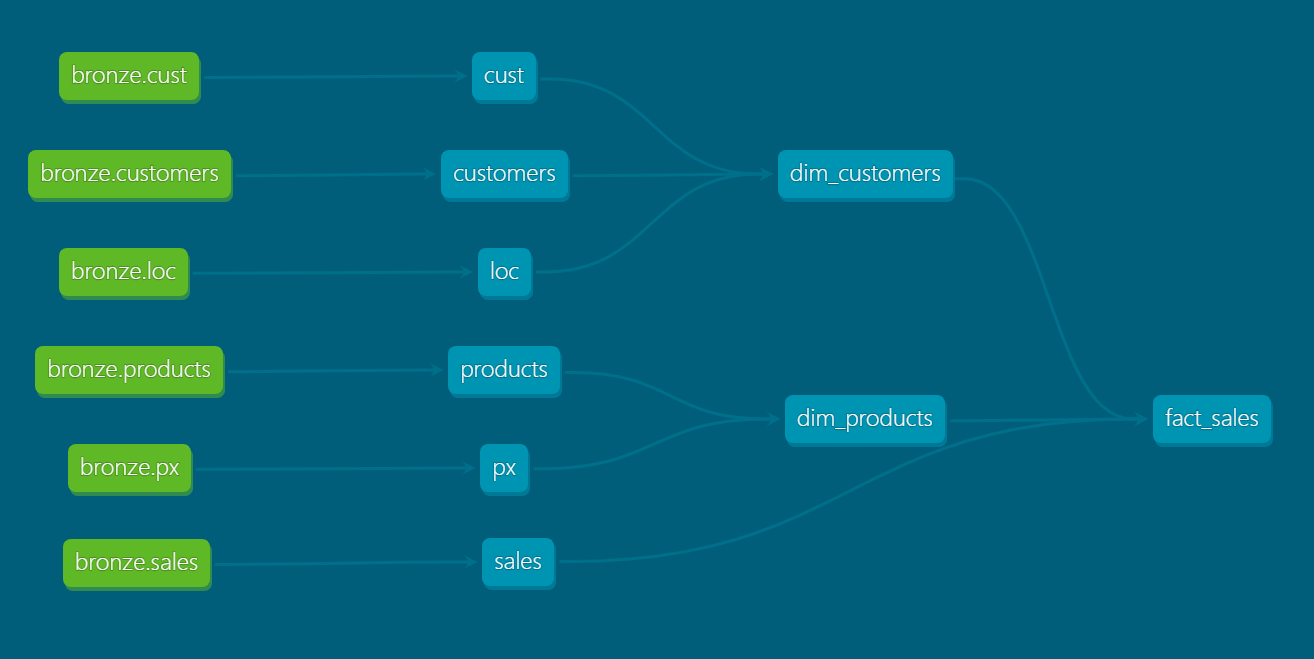 bronze.cust
cust
bronze.customers
customers
dim_customers
bronze.loc
loc
bronze.products
products
dim_products
fact_sales
bronze.px
px
bronze.sales
sales